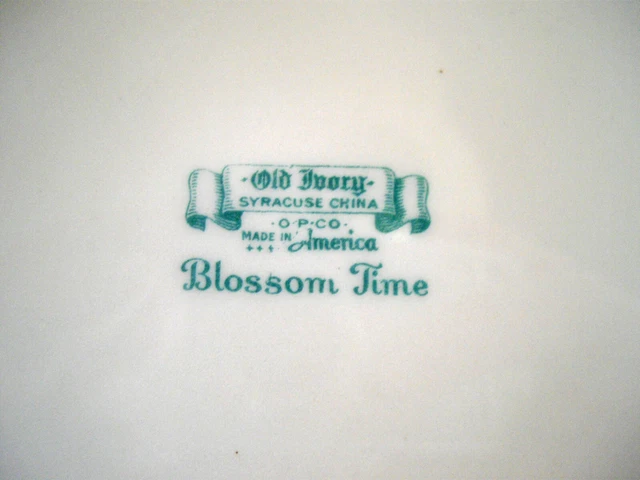 ·Old Ivory·
SYRACUSE CHINA
·O·P·CO·
MADE IN America
+++
Blossom Time